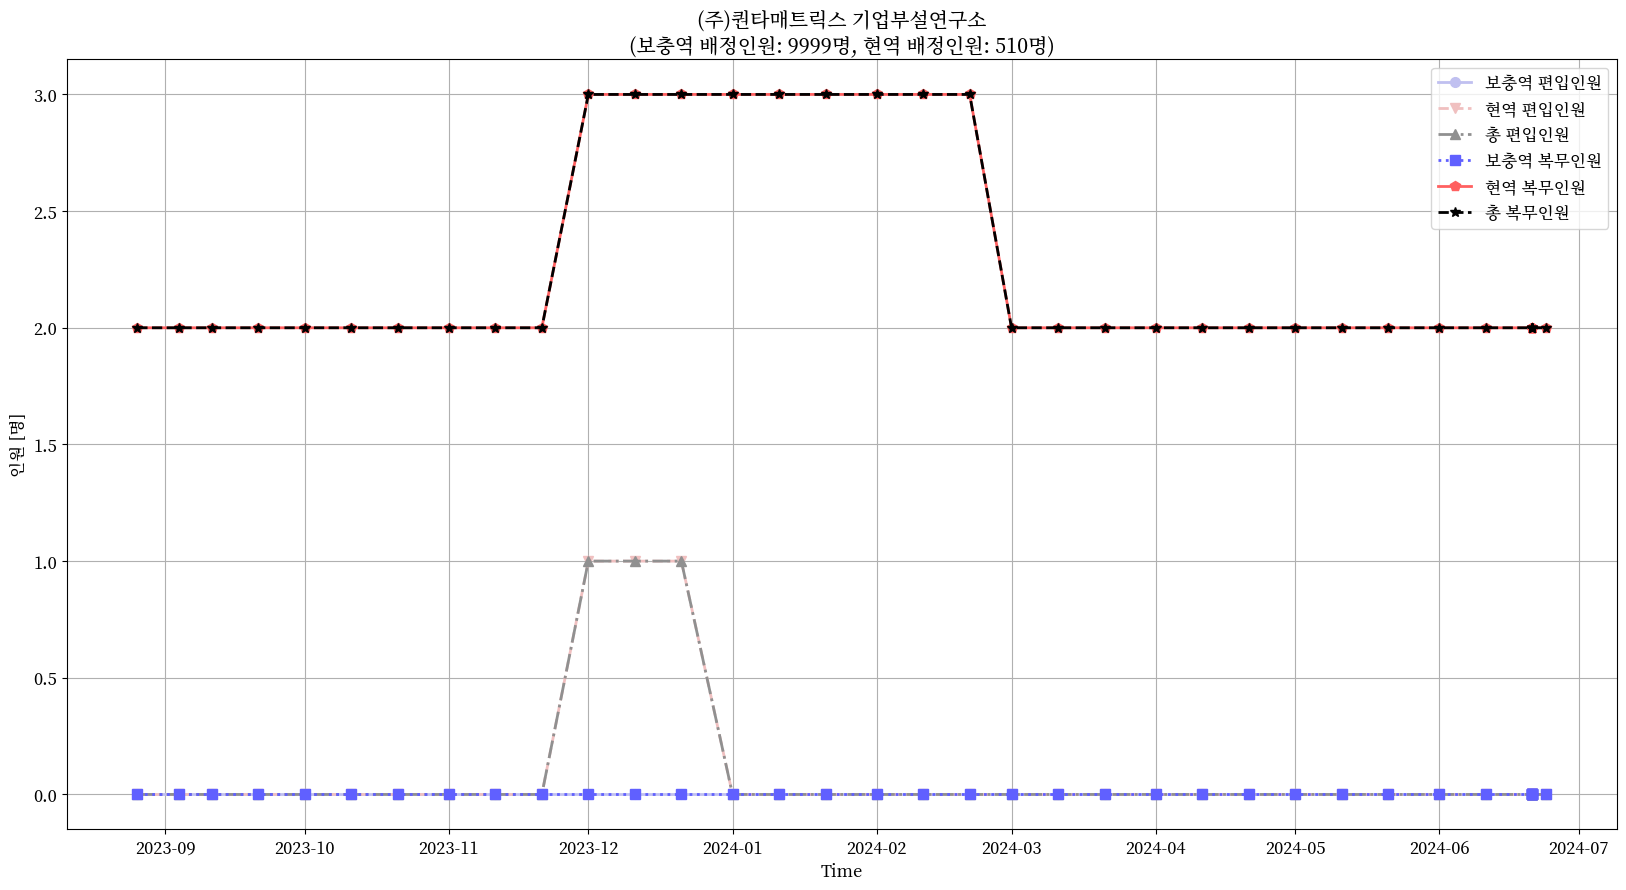 (주)퀀타매트릭스 기업부설연구소
(보충역 배정인원: 9999명, 현역 배정인원: 510명)
보충역 편입인원
현역 편입인원
총 편입인원
보충역 복무인원
현역 복무인원
총 복무인원
인원 [명]
3.0
2.5
2.0
1.5
1.0
0.5
0.0
2023-09
2023-10
2023-11
2023-12
2024-01
2024-02
2024-03
2024-04
2024-05
2024-06
2024-07
Time